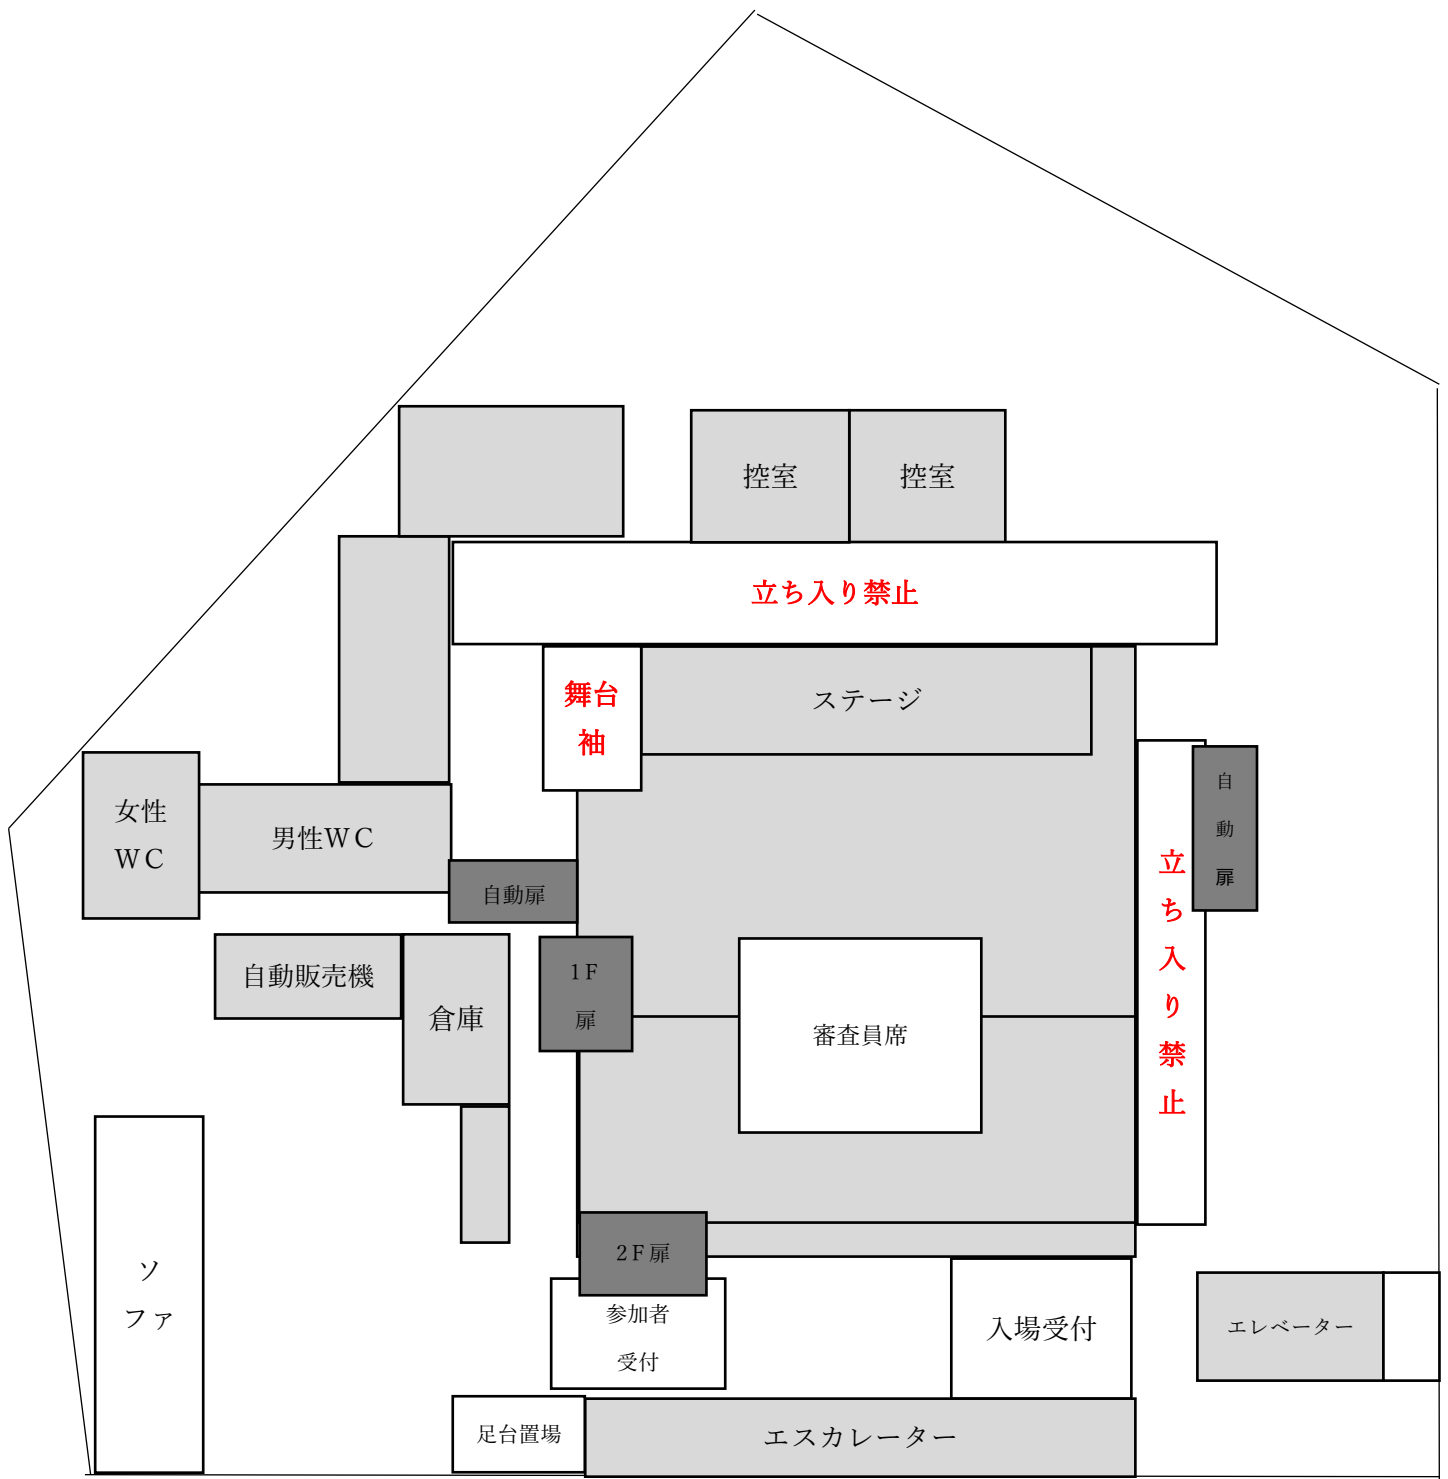 控室
控室
立ち入り禁止
舞台
袖
ステージ
女性
ＷＣ
男性ＷＣ
自動扉
自
動
扉
立
ち
入
り
禁
止
自動販売機
倉庫
1Ｆ
扉
審査員席
ソ
ファ
2Ｆ扉
参加者
受付
入場受付
エレベーター
足台置場
エスカレーター